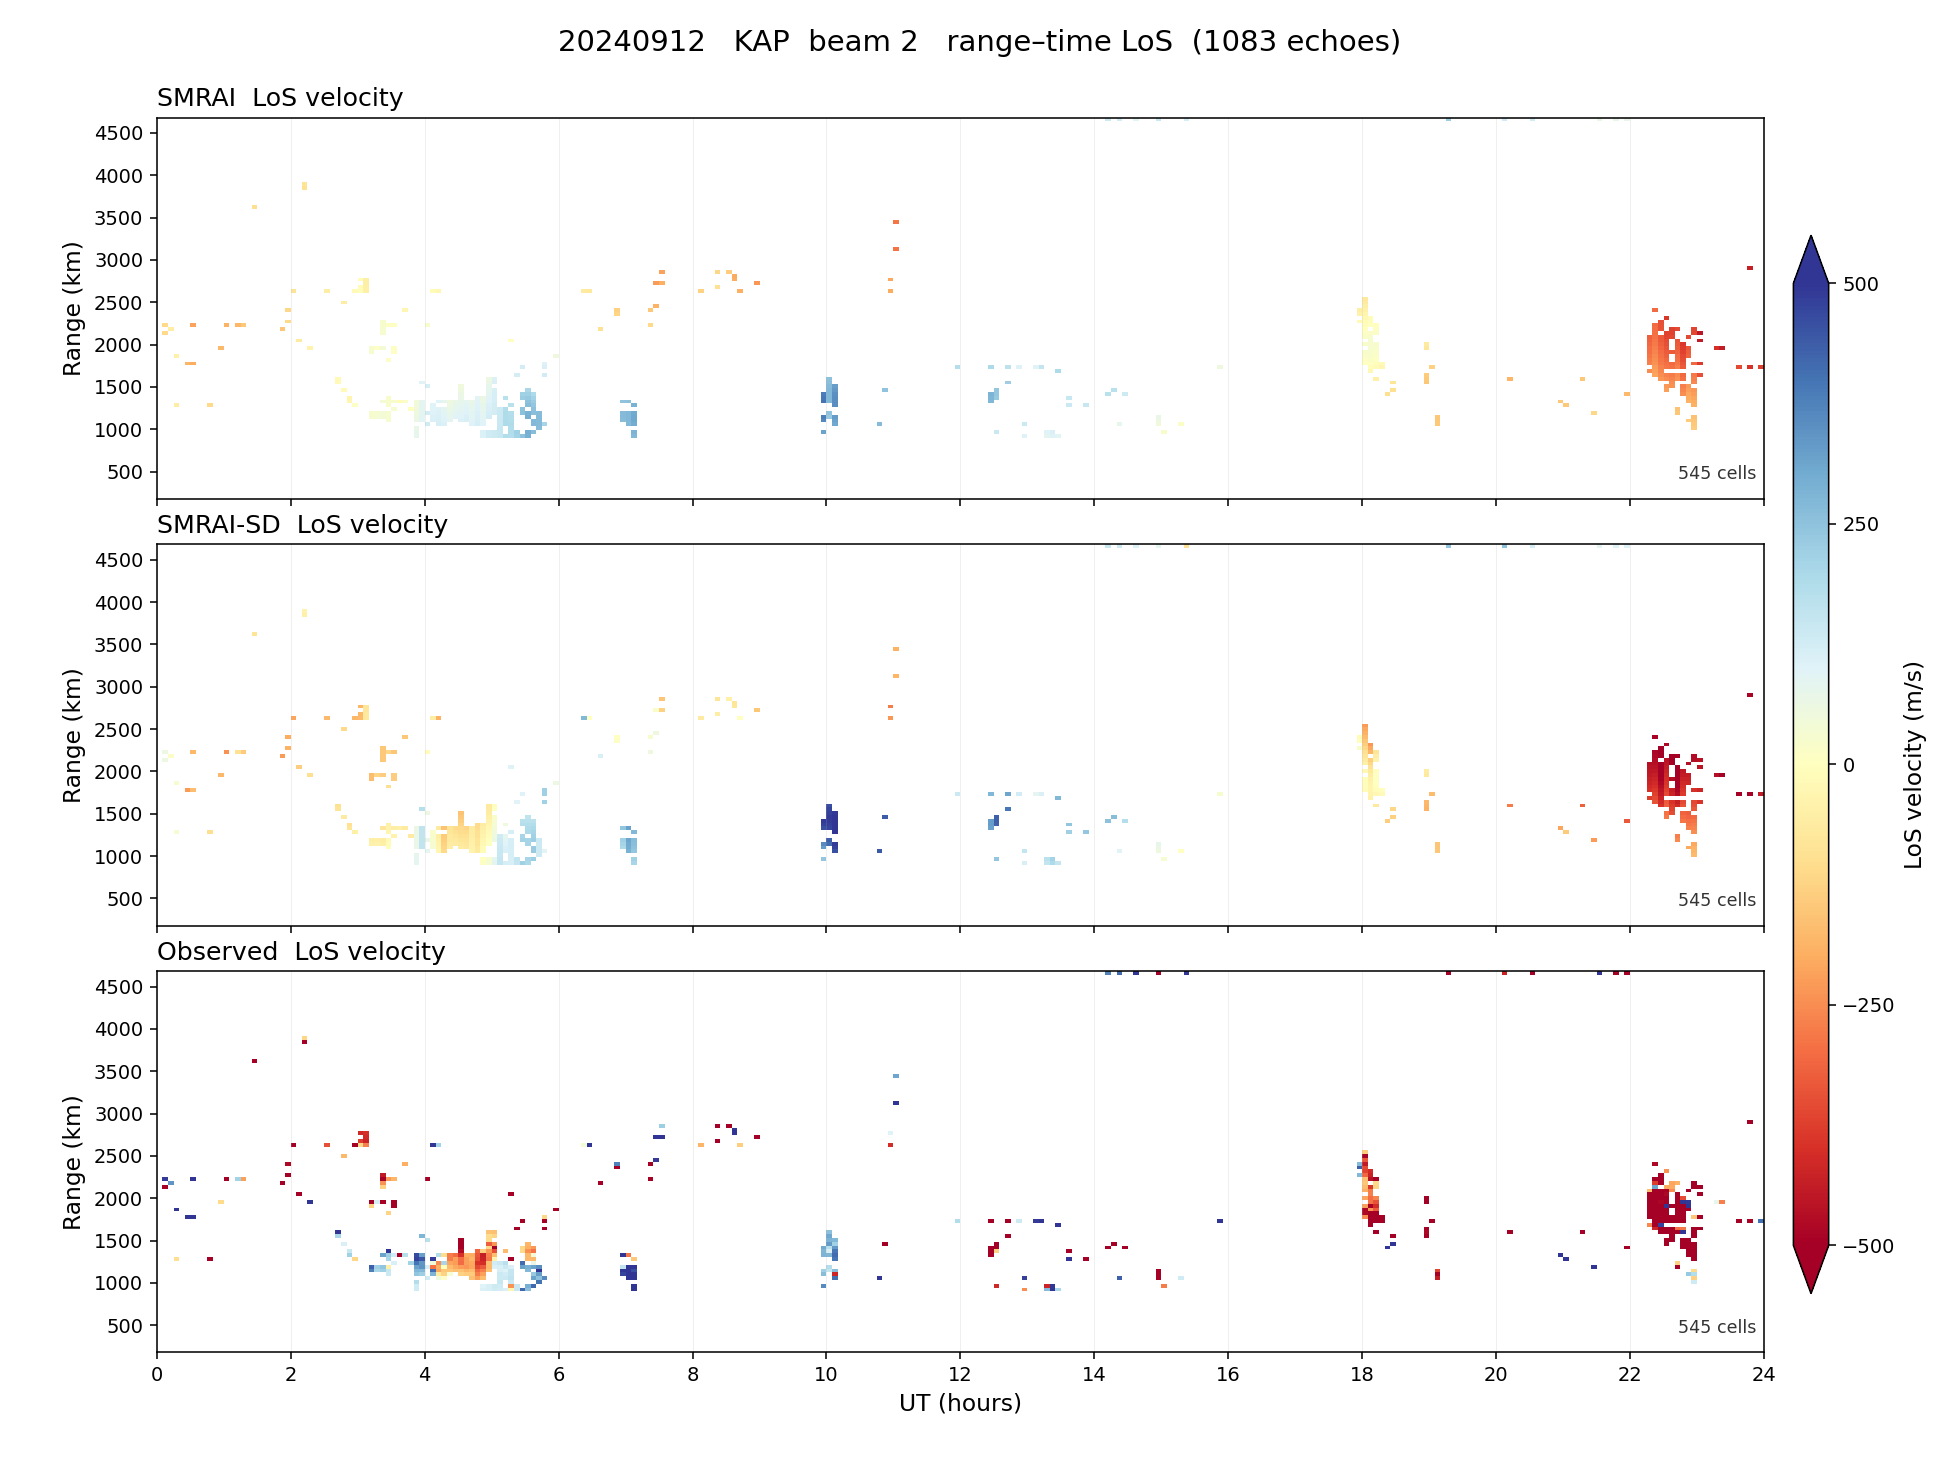 20240912   KAP  beam 2   range–time LoS  (1083 echoes)
SMRAI  LoS velocity
4500
4000
3500
3000
2500
2000
1500
1000
500
Range (km)
545 cells
SMRAI-SD  LoS velocity
4500
4000
3500
3000
2500
2000
1500
1000
500
Range (km)
545 cells
Observed  LoS velocity
4500
4000
3500
3000
2500
2000
1500
1000
500
Range (km)
545 cells
0 2 4 6 8 10 12 14 16 18 20 22 24
UT (hours)
500
250
0
−250
−500
LoS velocity (m/s)